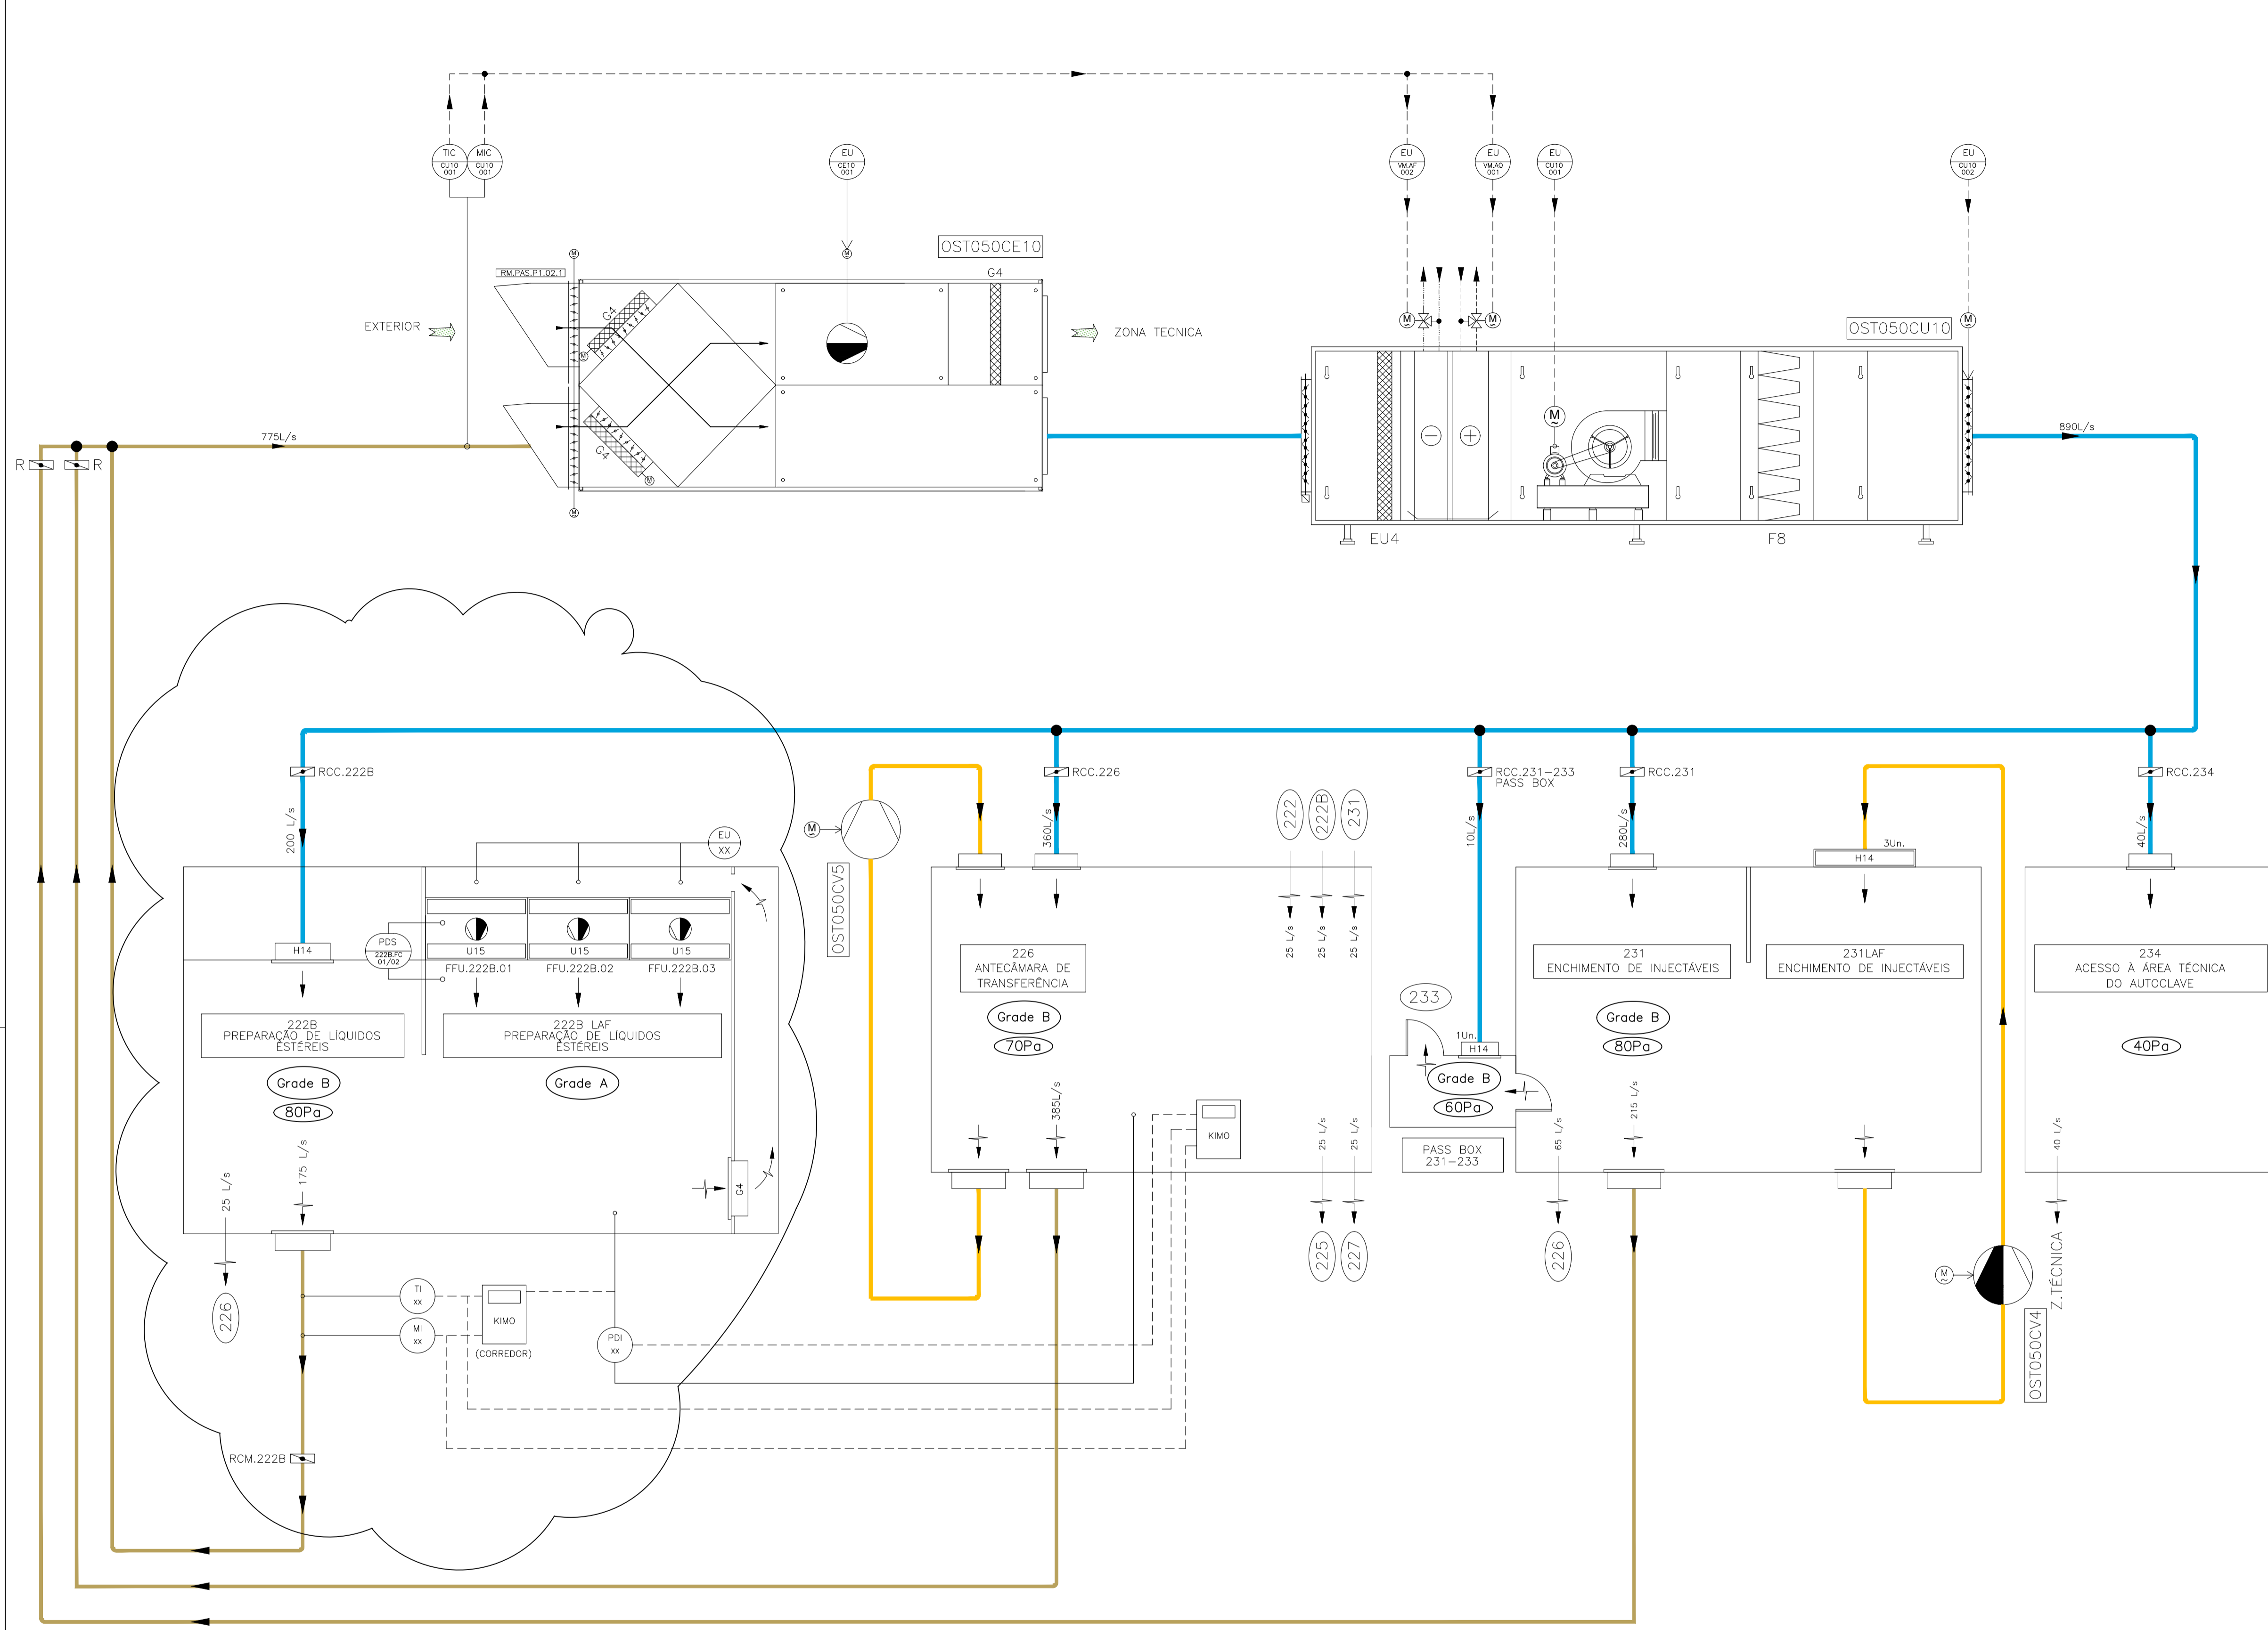 TIC
CU10
001
MIC
CU10
001
EU
CE10
001
EU
VM.AF
002
EU
VM.AQ
001
EU
CU10
001
EU
CU10
002
OST050CE10
RM.PAS.P1.02.1
M
M
G4
G4
G4
M
M
M
EXTERIOR
ZONA TECNICA
OST050CU10
M
M
M
M
EU4
F8
775L/s
890L/s
R
R
RCC.222B
RCC.226
RCC.231-233
PASS BOX
RCC.231
RCC.234
200 L/s
360L/s
10L/s
280L/s
40L/s
EU
XX
M
OST050CV5
222
222B
231
25 L/s
25 L/s
25 L/s
3Un.
H14
H14
PDS
222B.FC
01/02
U15
U15
U15
FFU.222B.01
FFU.222B.02
FFU.222B.03
222B
PREPARAÇÃO DE LÍQUIDOS
ESTÉREIS
222B LAF
PREPARAÇÃO DE LÍQUIDOS
ESTÉREIS
Grade B
80Pa
Grade A
226
ANTECÂMARA DE
TRANSFERÊNCIA
Grade B
70Pa
233
1Un.
H14
Grade B
60Pa
PASS BOX
231-233
231
ENCHIMENTO DE INJECTÁVEIS
231LAF
ENCHIMENTO DE INJECTÁVEIS
Grade B
80Pa
234
ACESSO À ÁREA TÉCNICA
DO AUTOCLAVE
40Pa
25 L/s
175 L/s
G4
385L/s
KIMO
25 L/s
25 L/s
65 L/s
215 L/s
40 L/s
226
225
227
226
Z.TÉCNICA
M
OST050CV4
TI
xx
MI
xx
KIMO
(CORREDOR)
PDI
xx
RCM.222B